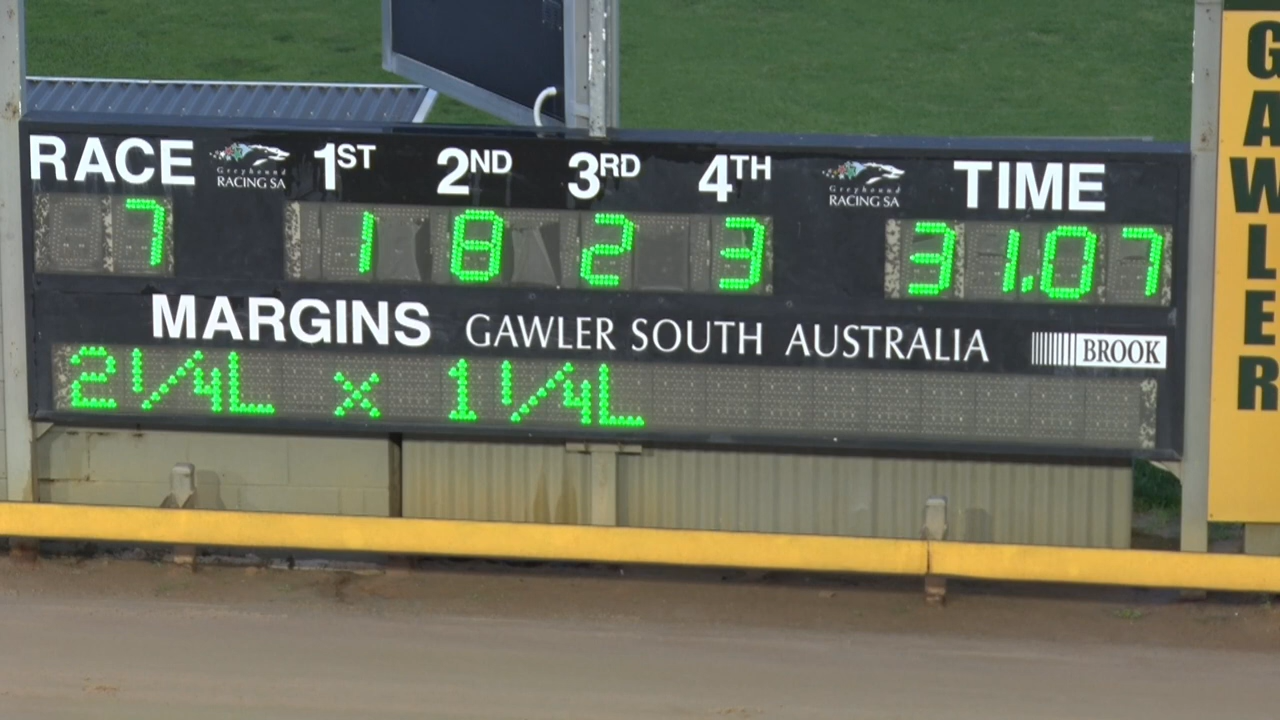 RACE Greyhound RACING SA 1ST 2ND 3RD 4TH Greyhound RACING SA TIME
7 1 8 2 3 31.07
MARGINS GAWLER SOUTH AUSTRALIA BROOK
2 1/4L x 1 1/4L
GAWLER